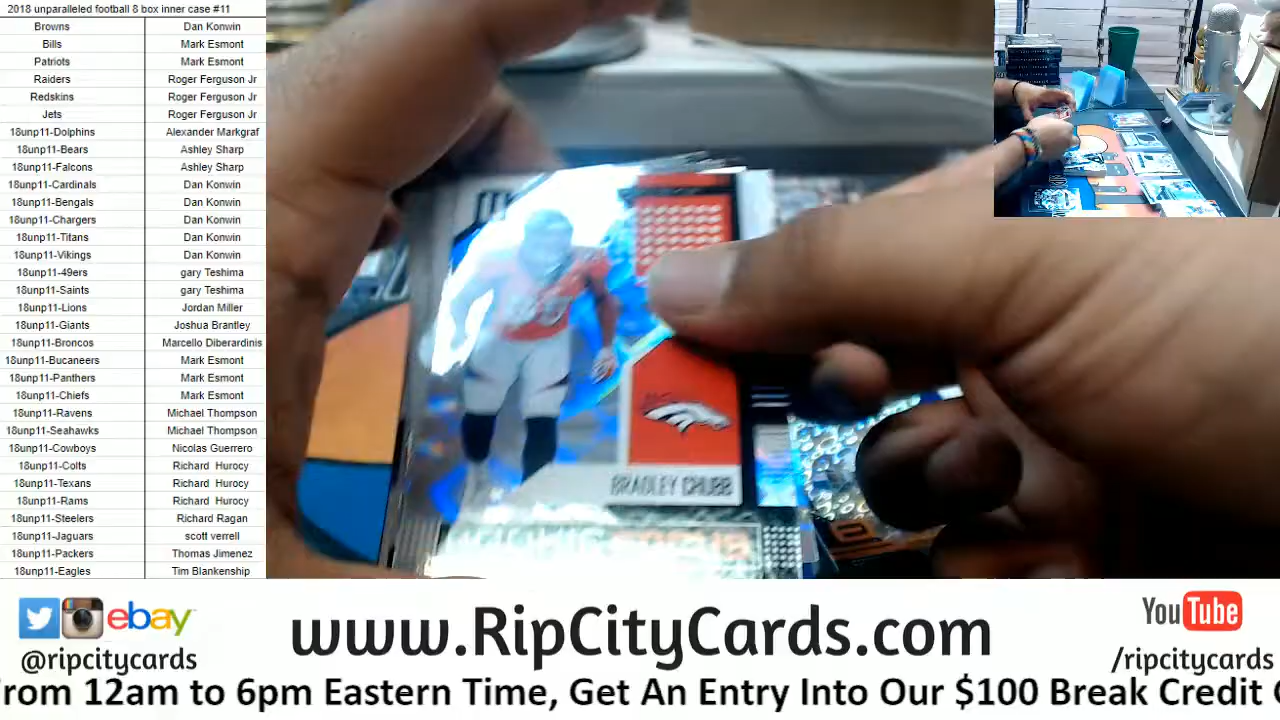 2018 unparalleled football 8 box inner case #11
Browns Dan Konwin
Bills Mark Esmont
Patriots Mark Esmont
Raiders Roger Ferguson Jr
Redskins Roger Ferguson Jr
Jets Roger Ferguson Jr
18unp11-Dolphins Alexander Markgraf
18unp11-Bears Ashley Sharp
18unp11-Falcons Ashley Sharp
18unp11-Cardinals Dan Konwin
18unp11-Bengals Dan Konwin
18unp11-Chargers Dan Konwin
18unp11-Titans Dan Konwin
18unp11-Vikings Dan Konwin
18unp11-49ers gary Teshima
18unp11-Saints gary Teshima
18unp11-Lions Jordan Miller
18unp11-Giants Joshua Brantley
18unp11-Broncos Marcello Diberardinis
18unp11-Bucaneers Mark Esmont
18unp11-Panthers Mark Esmont
18unp11-Chiefs Mark Esmont
18unp11-Ravens Michael Thompson
18unp11-Seahawks Michael Thompson
18unp11-Cowboys Nicolas Guerrero
18unp11-Colts Richard Hurocy
18unp11-Texans Richard Hurocy
18unp11-Rams Richard Hurocy
18unp11-Steelers Richard Ragan
18unp11-Jaguars scott verrell
18unp11-Packers Thomas Jimenez
18unp11-Eagles Tim Blankenship
BRADLEY CHUBB
ebay
@ripcitycards
www.RipCityCards.com
YouTube
/ripcitycards
From 12am to 6pm Eastern Time, Get An Entry Into Our $100 Break Credit